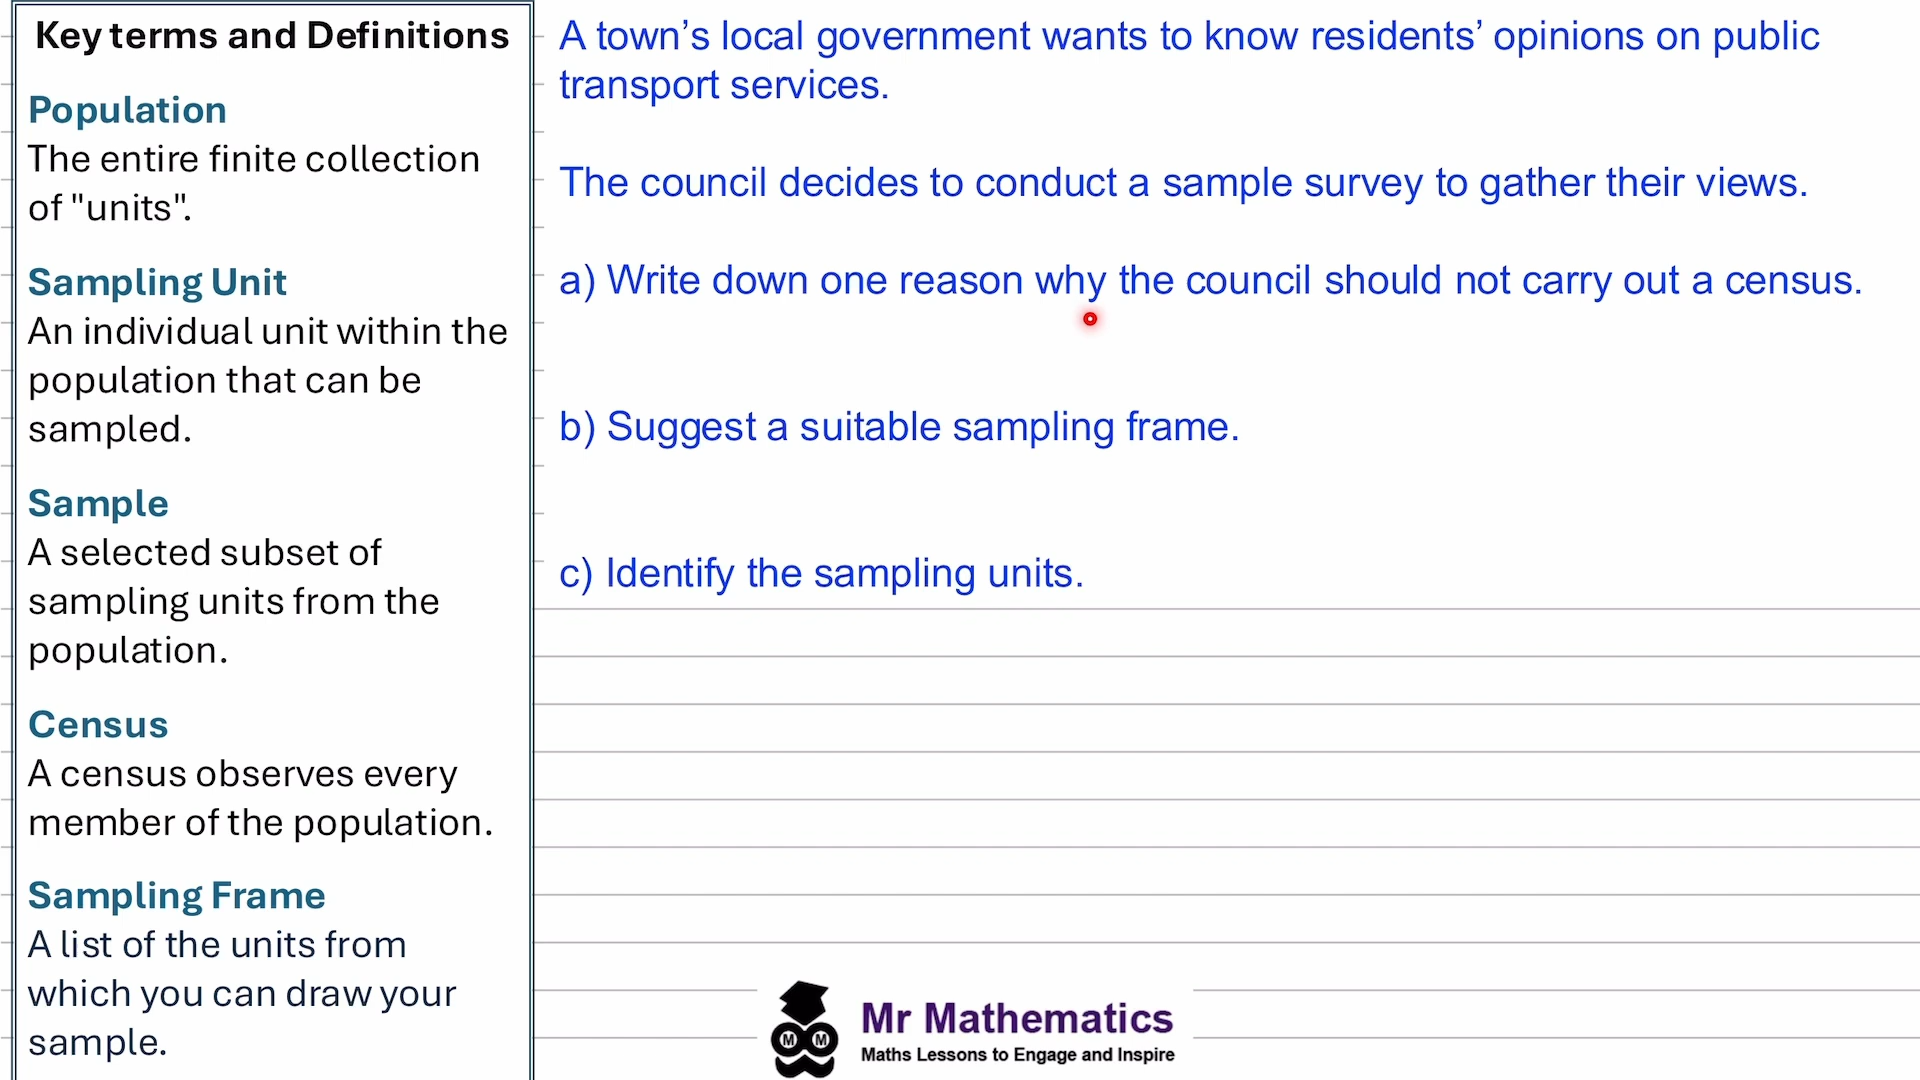 Key terms and Definitions
Population
The entire finite collection
of "units".
Sampling Unit
An individual unit within the
population that can be
sampled.
Sample
A selected subset of
sampling units from the
population.
Census
A census observes every
member of the population.
Sampling Frame
A list of the units from
which you can draw your
sample.
A town’s local government wants to know residents’ opinions on public
transport services.
The council decides to conduct a sample survey to gather their views.
a) Write down one reason why the council should not carry out a census.
b) Suggest a suitable sampling frame.
c) Identify the sampling units.
M M
Mr Mathematics
Maths Lessons to Engage and Inspire